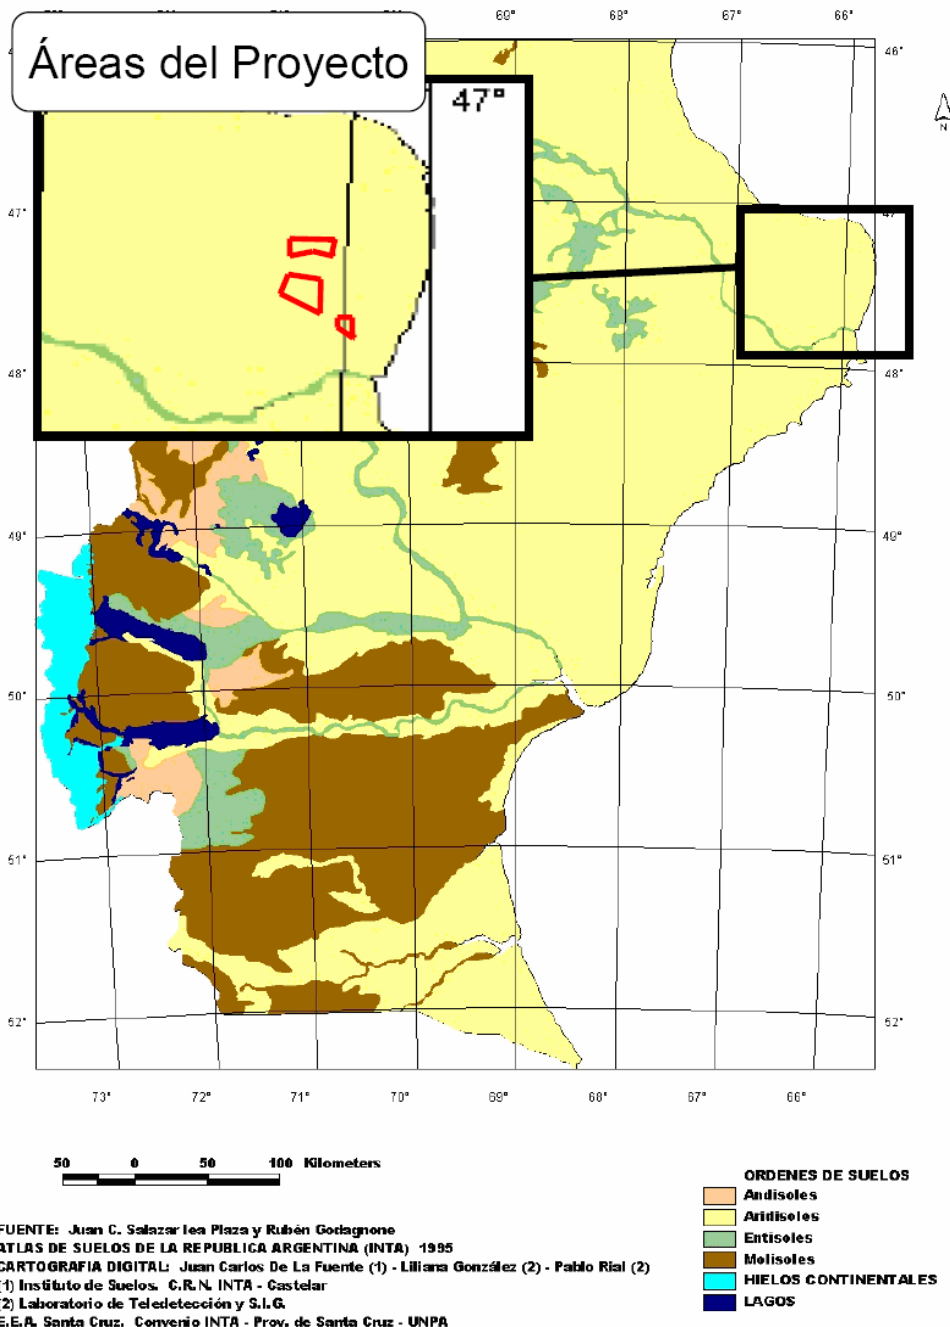 69° 68° 67° 66°
Áreas del Proyecto
46°
47°
N
47°
47
48° 48°
49° 49°
50° 50°
51° 51°
52° 52°
73° 72° 71° 70° 69° 68° 67° 66°
50 0 50 100 Kilometers
ORDENES DE SUELOS
Andisoles
Aridisoles
Entisoles
Molisoles
HIELOS CONTINENTALES
LAGOS
FUENTE: Juan C. Salazar lea Plaza y Rubén Godagnone
ATLAS DE SUELOS DE LA REPUBLICA ARGENTINA (INTA) 1995
CARTOGRAFIA DIGITAL: Juan Carlos De La Fuente (1) - Liliana González (2) - Pablo Rial (2)
1) Instituto de Suelos. C.R.N. INTA - Castelar
2) Laboratorio de Teledetección y S.I.G.
E.E.A. Santa Cruz. Convenio INTA - Prov. de Santa Cruz - UNPA